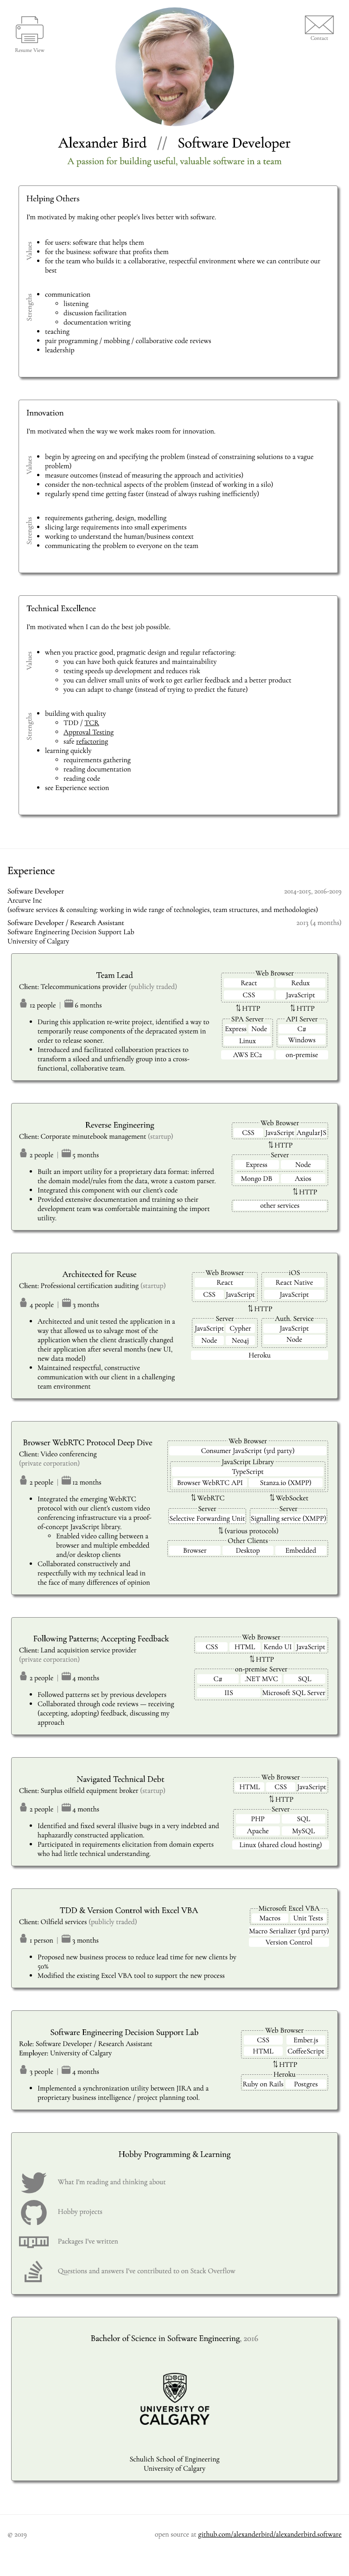 Resume View
Contact
Alexander Bird // Software Developer
A passion for building useful, valuable software in a team
Helping Others
I'm motivated by making other people's lives better with software.
Values
for users: software that helps them
for the business: software that profits them
for the team who builds it: a collaborative, respectful environment where we can contribute our
best
Strengths
communication
listening
discussion facilitation
documentation writing
teaching
pair programming / mobbing / collaborative code reviews
leadership
Innovation
I'm motivated when the way we work makes room for innovation.
Values
begin by agreeing on and specifying the problem (instead of constraining solutions to a vague
problem)
measure outcomes (instead of measuring the approach and activities)
consider the non-technical aspects of the problem (instead of working in a silo)
regularly spend time getting faster (instead of always rushing inefficiently)
Strengths
requirements gathering, design, modelling
slicing large requirements into small experiments
working to understand the human/business context
communicating the problem to everyone on the team
Technical Excellence
I'm motivated when I can do the best job possible.
Values
when you practice good, pragmatic design and regular refactoring:
you can have both quick features and maintainability
testing speeds up development and reduces risk
you can deliver small units of work to get earlier feedback and a better product
you can adapt to change (instead of trying to predict the future)
Strengths
building with quality
TDD / TCR
Approval Testing
safe refactoring
learning quickly
requirements gathering
reading documentation
reading code
see Experience section
Experience
Software Developer 2014-2015, 2016-2019
Arcurve Inc
(software services & consulting: working in wide range of technologies, team structures, and methodologies)
Software Developer / Research Assistant 2013 (4 months)
Software Engineering Decision Support Lab
University of Calgary
Team Lead
Client: Telecommunications provider (publicly traded)
12 people | 6 months
During this application re-write project, identified a way to
temporarily reuse components of the deprecated system in
order to release sooner.
Introduced and facilitated collaboration practices to
transform a siloed and unfriendly group into a cross-
functional, collaborative team.
Web Browser
React Redux
CSS JavaScript
⇅ HTTP ⇅ HTTP
SPA Server API Server
Express Node C#
Linux Windows
AWS EC2 on-premise
Reverse Engineering
Client: Corporate minutebook management (startup)
2 people | 5 months
Built an import utility for a proprietary data format: inferred
the domain model/rules from the data, wrote a custom parser.
Integrated this component with our client's code
Provided extensive documentation and training so their
development team was comfortable maintaining the import
utility.
Web Browser
CSS JavaScript AngularJS
⇅ HTTP
Server
Express Node
Mongo DB Axios
⇅ HTTP
other services
Architected for Reuse
Client: Professional certification auditing (startup)
4 people | 3 months
Architected and unit tested the application in a
way that allowed us to salvage most of the
application when the client drastically changed
their application after several months (new UI,
new data model)
Maintained respectful, constructive
communication with our client in a challenging
team environment
Web Browser iOS
React React Native
CSS JavaScript JavaScript
⇅ HTTP
Server Auth. Service
JavaScript Cypher JavaScript
Node Neo4j Node
Heroku
Browser WebRTC Protocol Deep Dive
Client: Video conferencing
(private corporation)
2 people | 12 months
Integrated the emerging WebRTC
protocol with our client's custom video
conferencing infrastructure via a proof-
of-concept JavaScript library.
Enabled video calling between a
browser and multiple embedded
and/or desktop clients
Collaborated constructively and
respectfully with my technical lead in
the face of many differences of opinion
Web Browser
Consumer JavaScript (3rd party)
JavaScript Library
TypeScript
Browser WebRTC API Stanza.io (XMPP)
⇅ WebRTC ⇅ WebSocket
Server Server
Selective Forwarding Unit Signalling service (XMPP)
⇅ (various protocols)
Other Clients
Browser Desktop Embedded
Following Patterns; Accepting Feedback
Client: Land acquisition service provider
(private corporation)
2 people | 4 months
Followed patterns set by previous developers
Collaborated through code reviews — receiving
(accepting, adopting) feedback, discussing my
approach
Web Browser
CSS HTML Kendo UI JavaScript
⇅ HTTP
on-premise Server
C# .NET MVC SQL
IIS Microsoft SQL Server
Navigated Technical Debt
Client: Surplus oilfield equipment broker (startup)
2 people | 4 months
Identified and fixed several illusive bugs in a very indebted and
haphazardly constructed application.
Participated in requirements elicitation from domain experts
who had little technical understanding.
Web Browser
HTML CSS JavaScript
⇅ HTTP
Server
PHP SQL
Apache MySQL
Linux (shared cloud hosting)
TDD & Version Control with Excel VBA
Client: Oilfield services (publicly traded)
1 person | 3 months
Proposed new business process to reduce lead time for new clients by
50%
Modified the existing Excel VBA tool to support the new process
Microsoft Excel VBA
Macros Unit Tests
Macro Serializer (3rd party)
Version Control
Software Engineering Decision Support Lab
Role: Software Developer / Research Assistant
Employer: University of Calgary
3 people | 4 months
Implemented a synchronization utility between JIRA and a
proprietary business intelligence / project planning tool.
Web Browser
CSS Ember.js
HTML CoffeeScript
⇅ HTTP
Heroku
Ruby on Rails Postgres
Hobby Programming & Learning
What I'm reading and thinking about
Hobby projects
npm Packages I've written
Questions and answers I've contributed to on Stack Overflow
Bachelor of Science in Software Engineering, 2016
UNIVERSITY OF
CALGARY
Schulich School of Engineering
University of Calgary
© 2019 open source at github.com/alexanderbird/alexanderbird.software